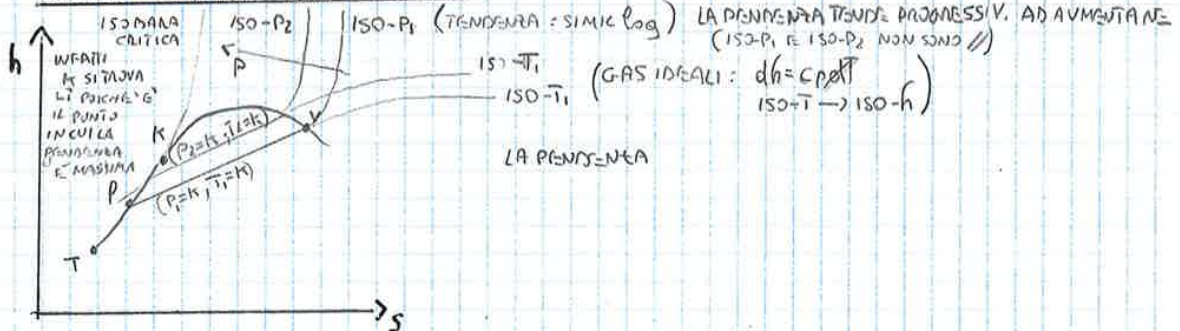 ISOBARA
CRITICA
ISO-P₂
ISO-P₁ (TENDENZA: SIMIL log) LA PENDENZA TENDE PROGRESSIV. AD AUMENTARE
(ISO-P₁ E ISO-P₂ NON SONO //)
h
INFATTI
K SI TROVA
LÌ POICHÈ È
IL PUNTO
IN CUI LA
PENDENZA
È MASSIMA
P
ISO-T₁
ISO-T₁
(GAS IDEALI: dh=cpdT
ISO-T → ISO-h)
K
V
(P₂=K, T₂=K)
LA PENDENZA
P
(P₁=K, T₁=K)
T
S